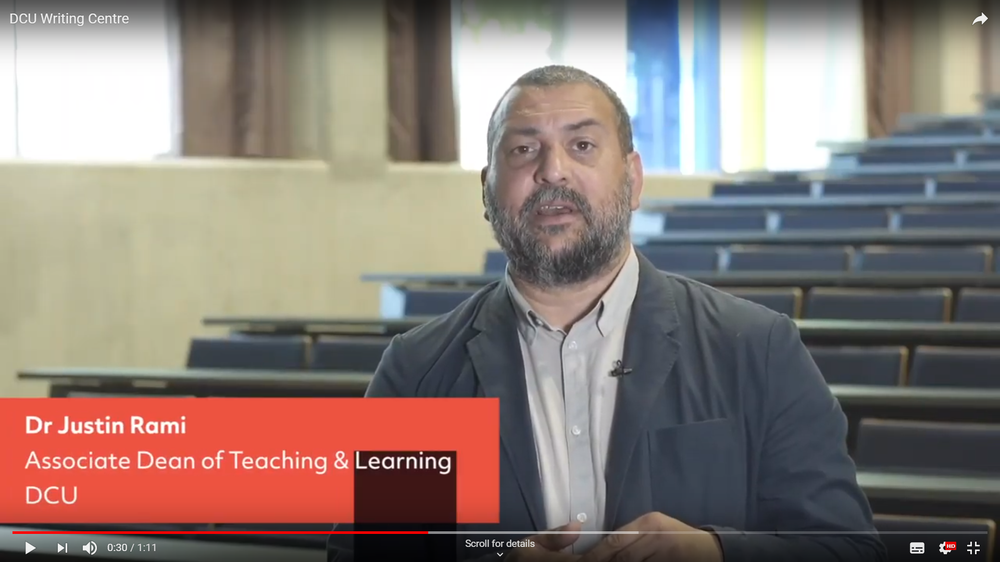 DCU Writing Centre
Dr Justin Rami
Associate Dean of Teaching & Learning
DCU
0:30 / 1:11
Scroll for details
HD